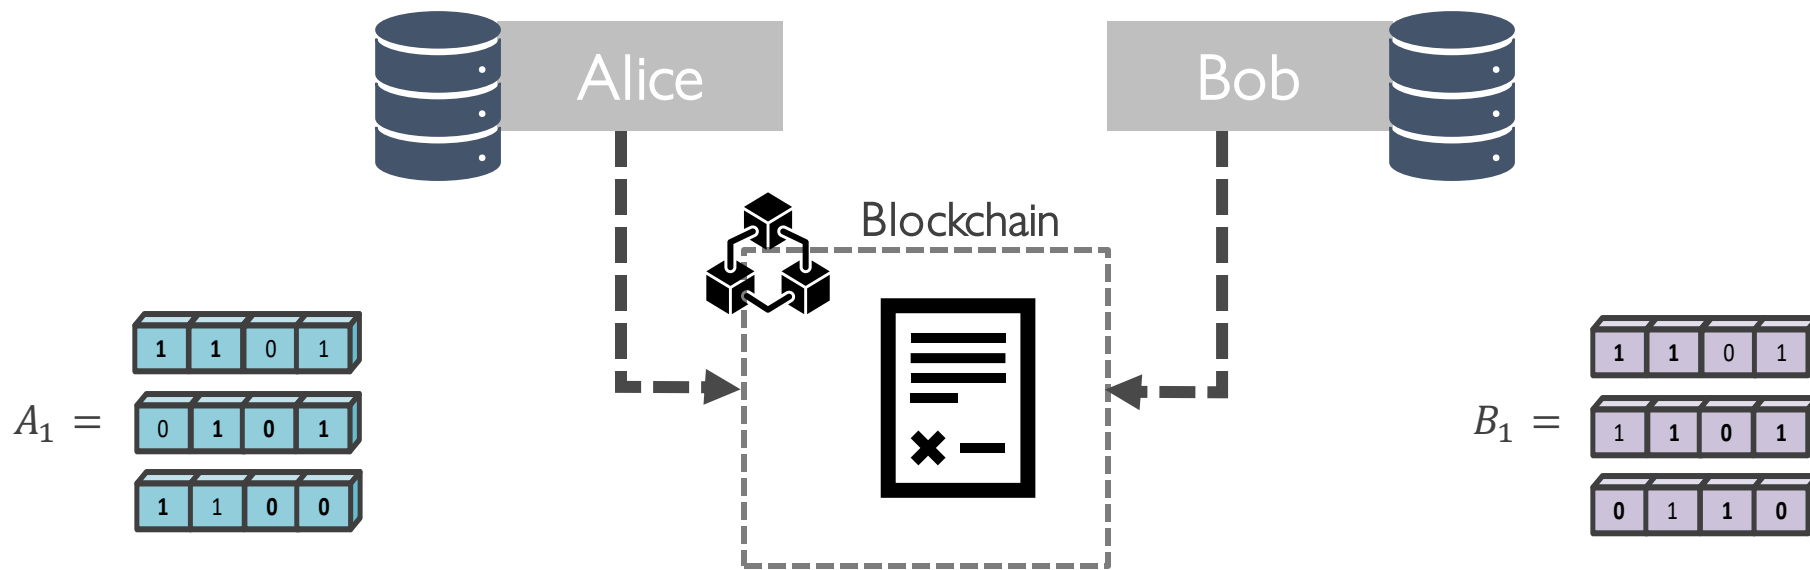 Alice
Bob
Blockchain
1 1 0 1
A₁ =
0 1 0 1
1 1 0 0
1 1 0 1
B₁ =
1 1 0 1
0 1 1 0